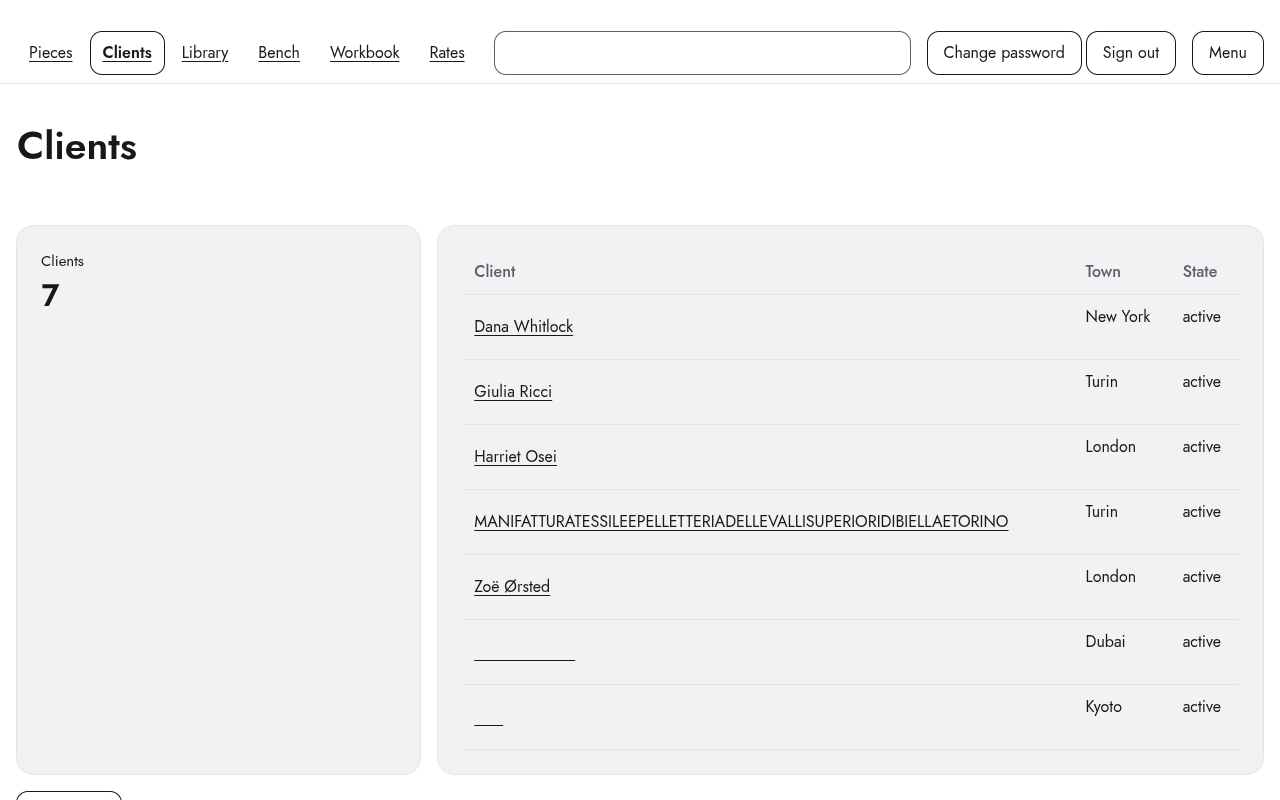 Pieces Clients Library Bench Workbook Rates Change password Sign out Menu
Clients
Clients
7
Client Town State
Dana Whitlock New York active
Giulia Ricci Turin active
Harriet Osei London active
MANIFATTURATESSILEEPELLETTERIADELLEVALLISUPERIORIDIBIELLAETORINO Turin active
Zoë Ørsted London active
Dubai active
Kyoto active